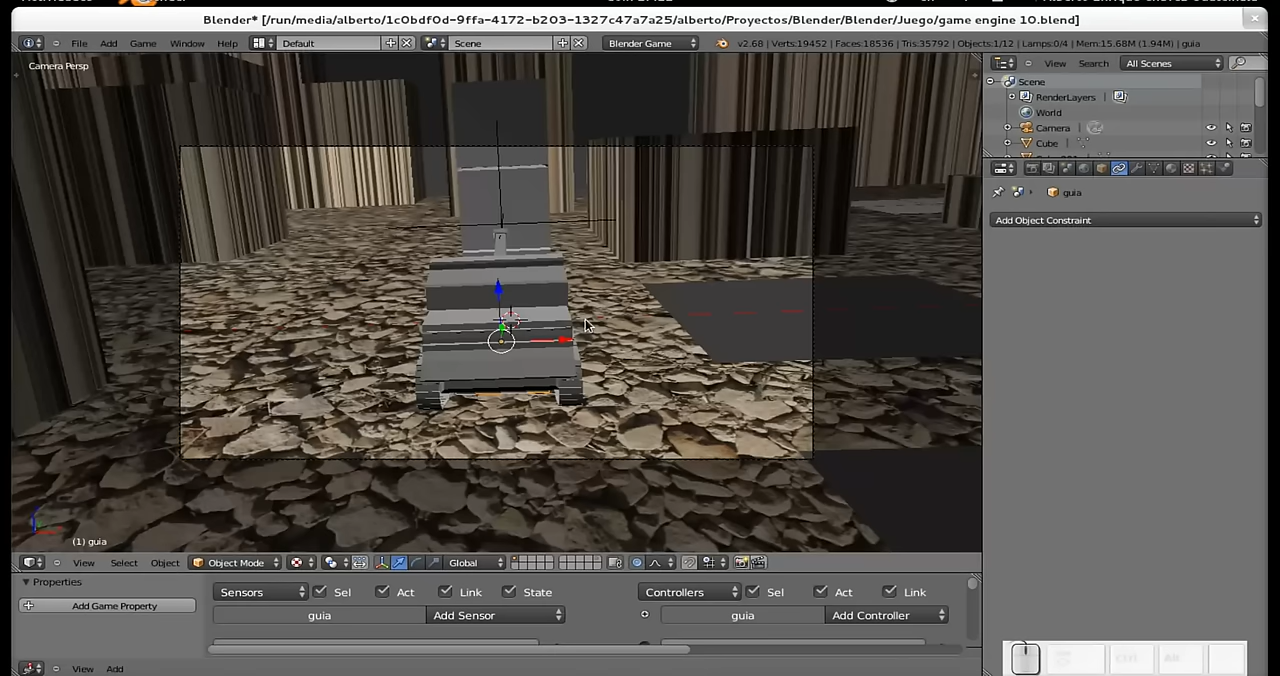 Blender* [/run/media/alberto/1c0bdf0d-9ffa-4172-b203-1327c47a7a25/alberto/Proyectos/Blender/Blender/Juego/game engine 10.blend]
File Add Game Window Help Default Scene Blender Game v2.68 | Verts:19452 | Faces:18536 | Tris:35792 | Objects:1/12 | Lamps:0/4 | Mem:15.68M (1.94M) | guia
Camera Persp
View Search All Scenes
Scene
RenderLayers
World
Camera
Cube
guia
Add Object Constraint
(1) guia
View Select Object Object Mode Global
Properties
Add Game Property
Sensors Sel Act Link State Controllers Sel Act Link
guia Add Sensor guia Add Controller
View Add
Ctrl Alt